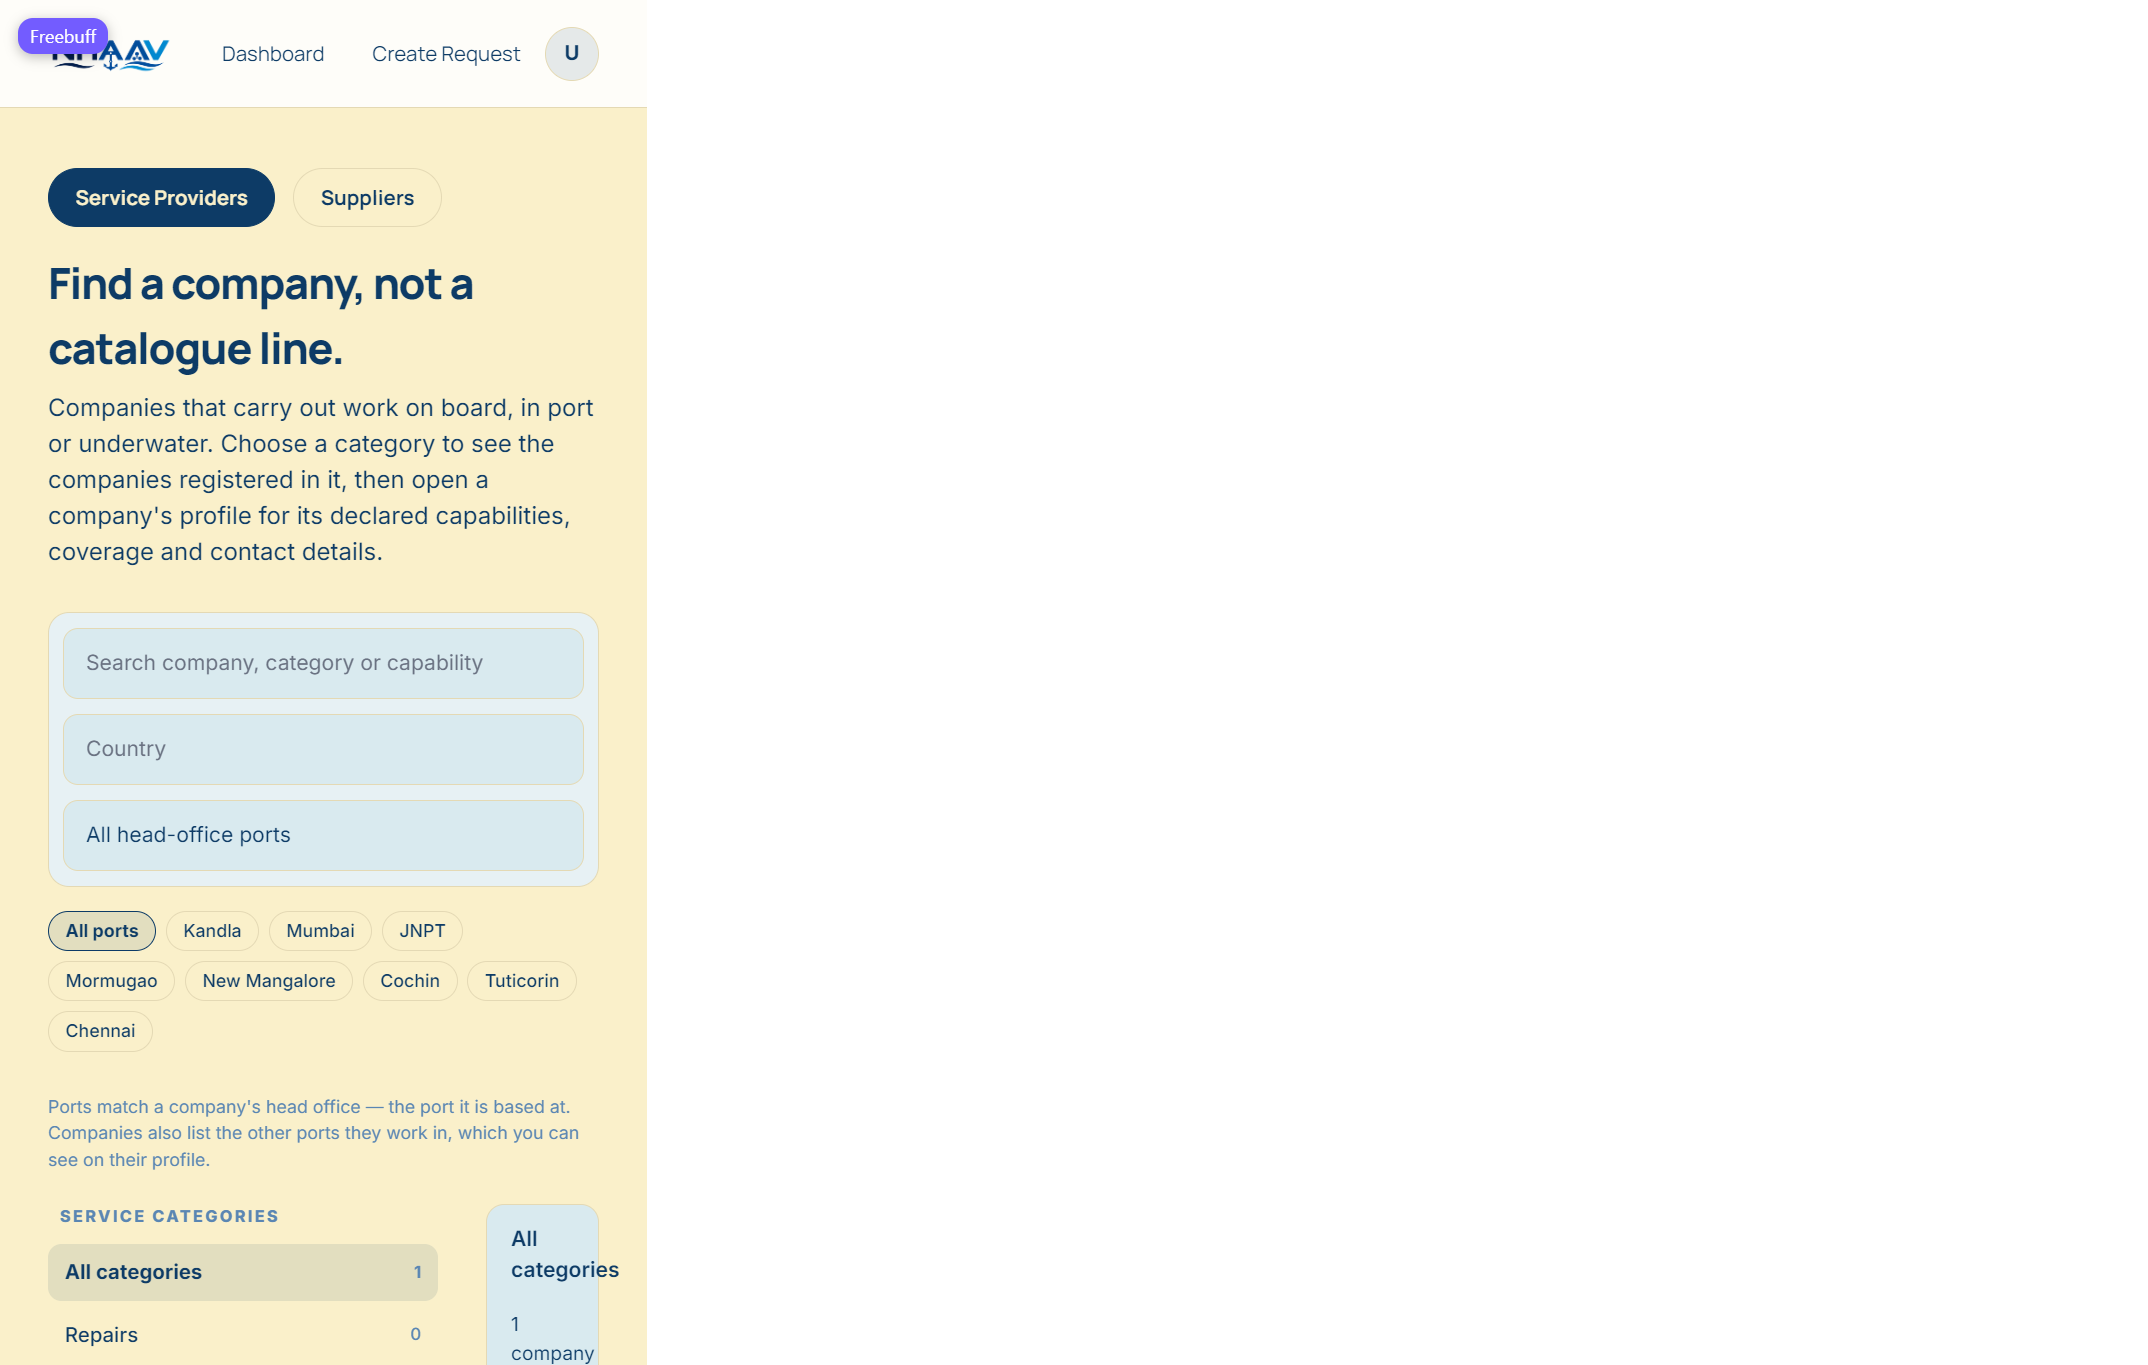 Freebuff
Dashboard
Create Request
U
Service Providers
Suppliers
Find a company, not a
catalogue line.
Companies that carry out work on board, in port
or underwater. Choose a category to see the
companies registered in it, then open a
company's profile for its declared capabilities,
coverage and contact details.
Search company, category or capability
Country
All head-office ports
All ports
Kandla
Mumbai
JNPT
Mormugao
New Mangalore
Cochin
Tuticorin
Chennai
Ports match a company's head office — the port it is based at.
Companies also list the other ports they work in, which you can
see on their profile.
SERVICE CATEGORIES
All categories 1
Repairs 0
All
categories
1
company